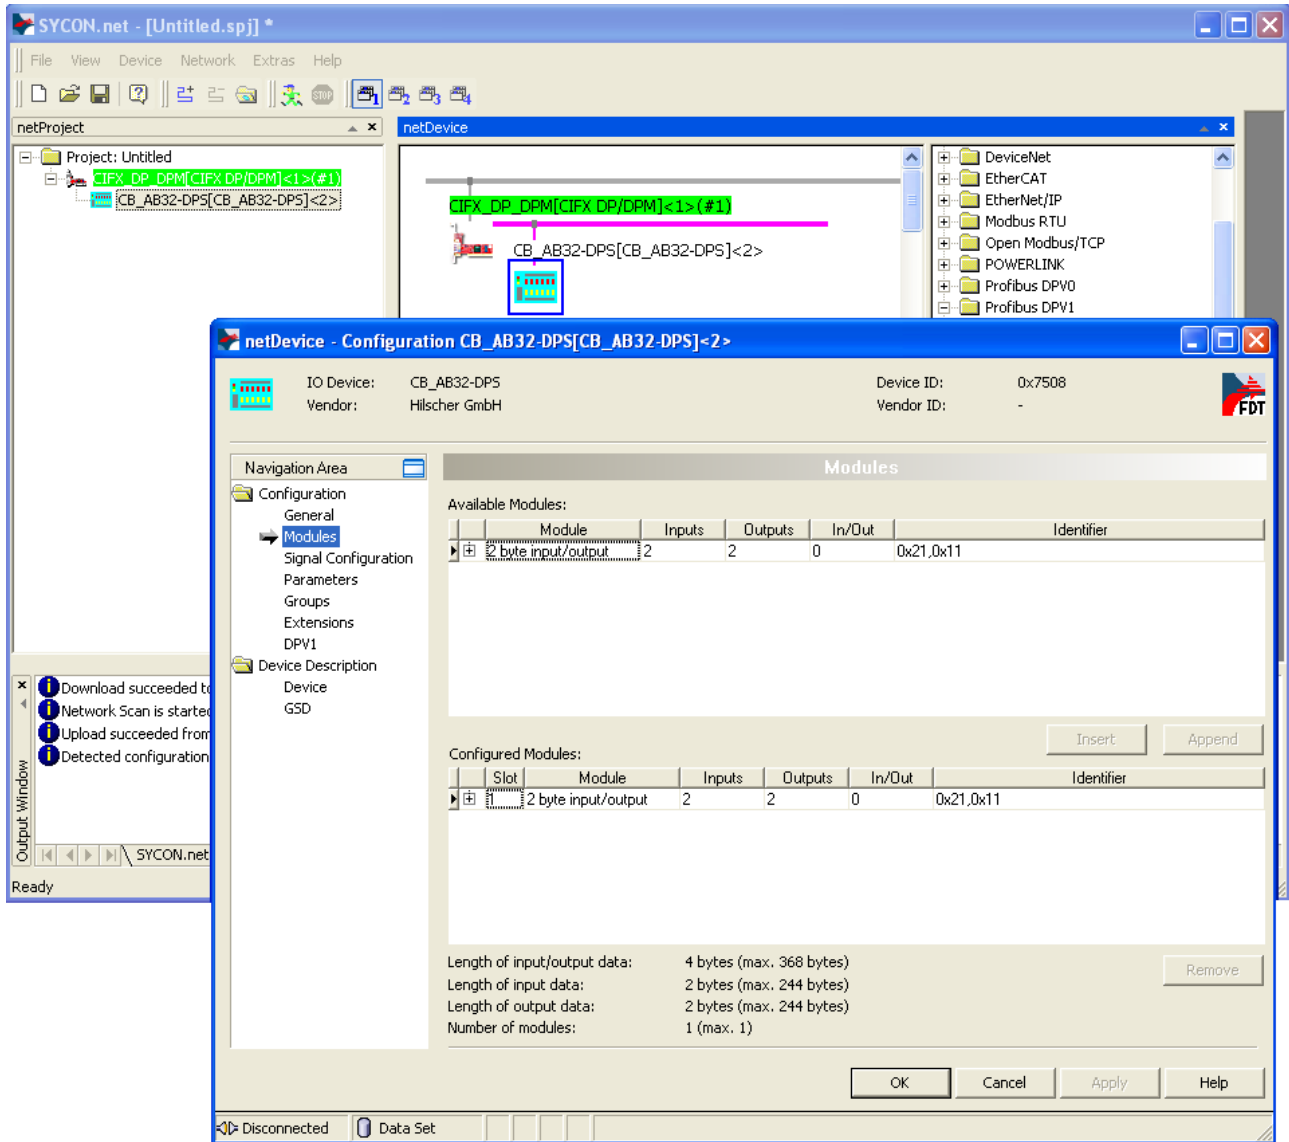 SYCON.net - [Untitled.spj] *
File View Device Network Extras Help
STOP 1 2 3 4
netProject
netDevice
Project: Untitled
CIFX_DP_DPM[CIFX DP/DPM]<1>(#1)
CB_AB32-DPS[CB_AB32-DPS]<2>
CIFX_DP_DPM[CIFX DP/DPM]<1>(#1)
CB_AB32-DPS[CB_AB32-DPS]<2>
DeviceNet
EtherCAT
EtherNet/IP
Modbus RTU
Open Modbus/TCP
POWERLINK
Profibus DPV0
Profibus DPV1
netDevice - Configuration CB_AB32-DPS[CB_AB32-DPS]<2>
IO Device: CB_AB32-DPS Device ID: 0x7508
Vendor: Hilscher GmbH Vendor ID: -
FDT
Navigation Area
Configuration
General
Modules
Signal Configuration
Parameters
Groups
Extensions
DPV1
Device Description
Device
GSD
Modules
Available Modules:
Module Inputs Outputs In/Out Identifier
2 byte input/output 2 2 0 0x21,0x11
Insert Append
Configured Modules:
Slot Module Inputs Outputs In/Out Identifier
1 2 byte input/output 2 2 0 0x21,0x11
Length of input/output data: 4 bytes (max. 368 bytes)
Remove
Length of input data: 2 bytes (max. 244 bytes)
Length of output data: 2 bytes (max. 244 bytes)
Number of modules: 1 (max. 1)
OK Cancel Apply Help
Disconnected Data Set
Output Window
Download succeeded to
Network Scan is started
Upload succeeded from
Detected configuration
SYCON.net
Ready